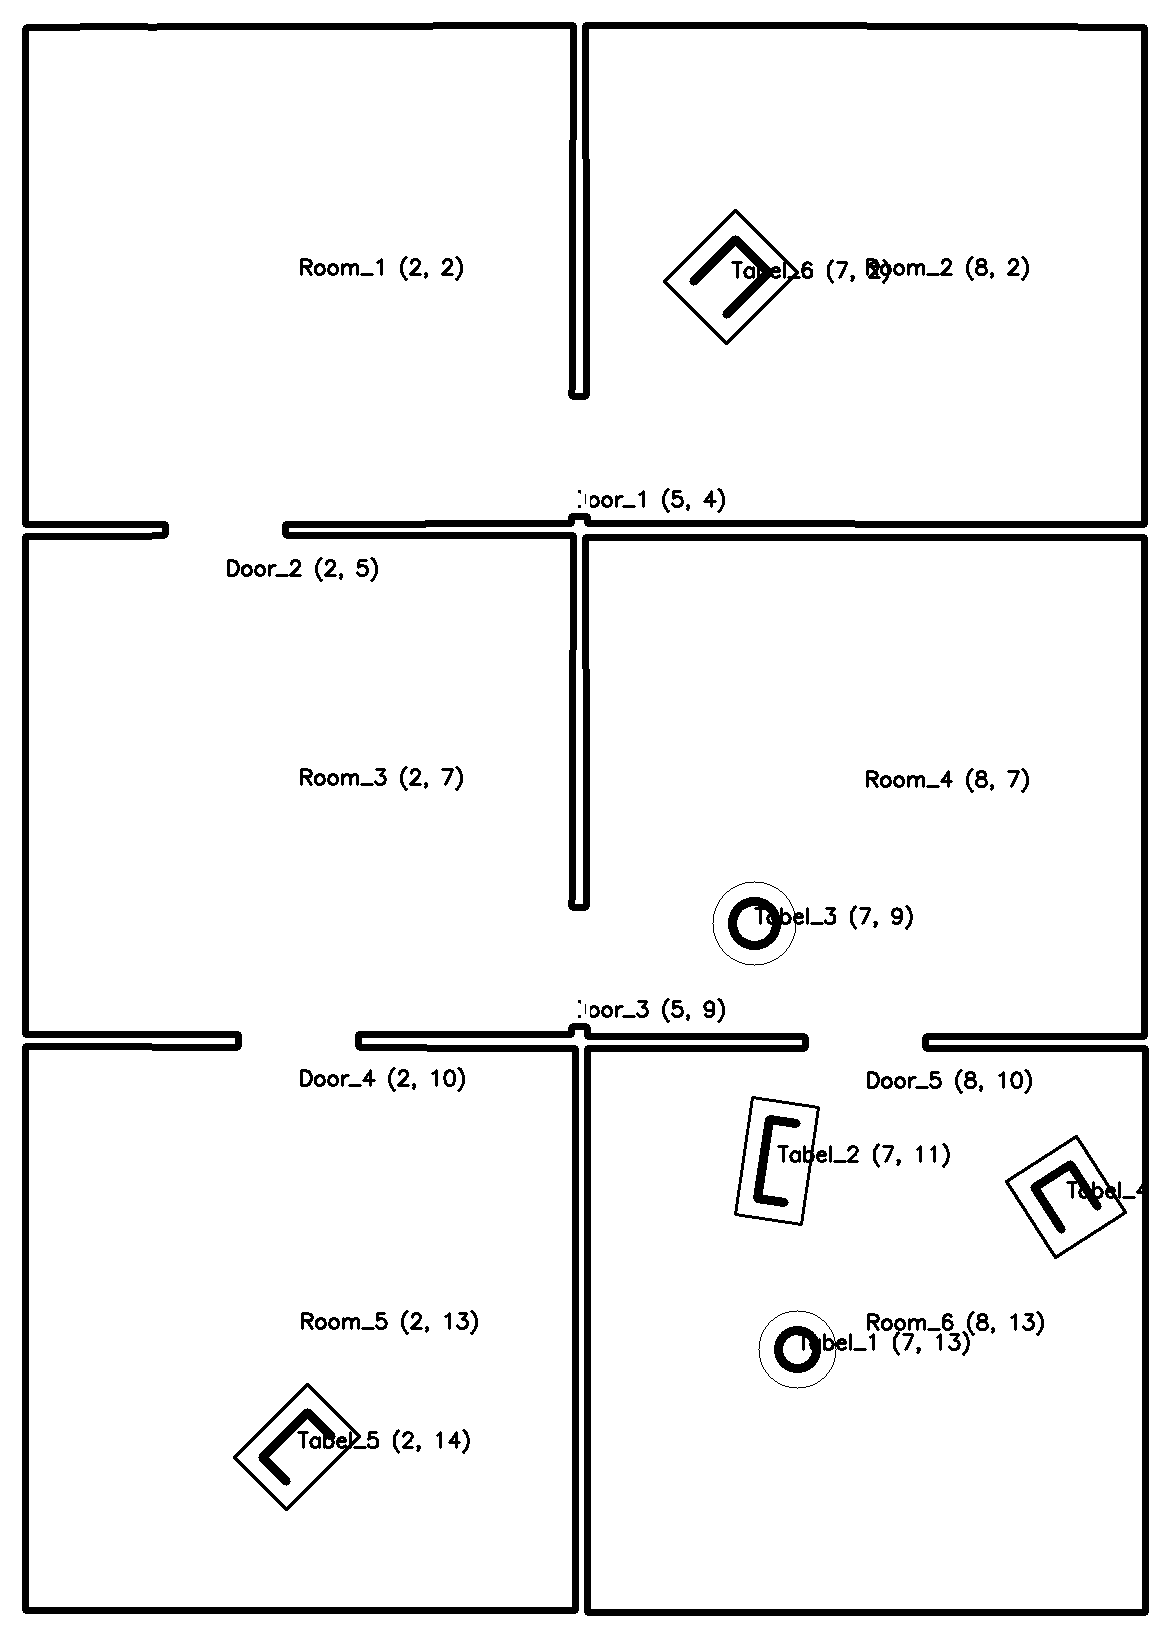 Room_1 (2, 2)
Tabel_6 (7, 2)
Room_2 (8, 2)
oor_1 (5, 4)
Door_2 (2, 5)
Room_3 (2, 7)
Room_4 (8, 7)
Tabel_3 (7, 9)
oor_3 (5, 9)
Door_4 (2, 10)
Door_5 (8, 10)
Tabel_2 (7, 11)
Tabel_4
Room_5 (2, 13)
Room_6 (8, 13)
Tabel_1 (7, 13)
Tabel_5 (2, 14)